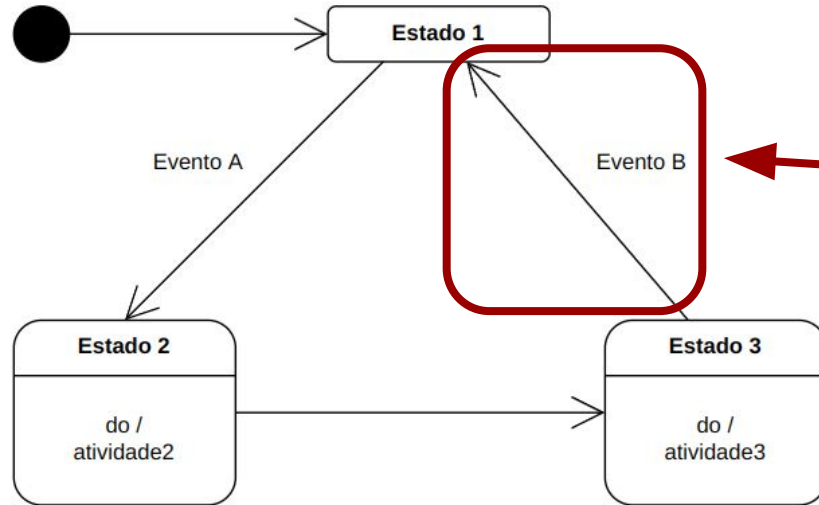 Estado 1
Evento A
Evento B
Estado 2
do /
atividade2
Estado 3
do /
atividade3